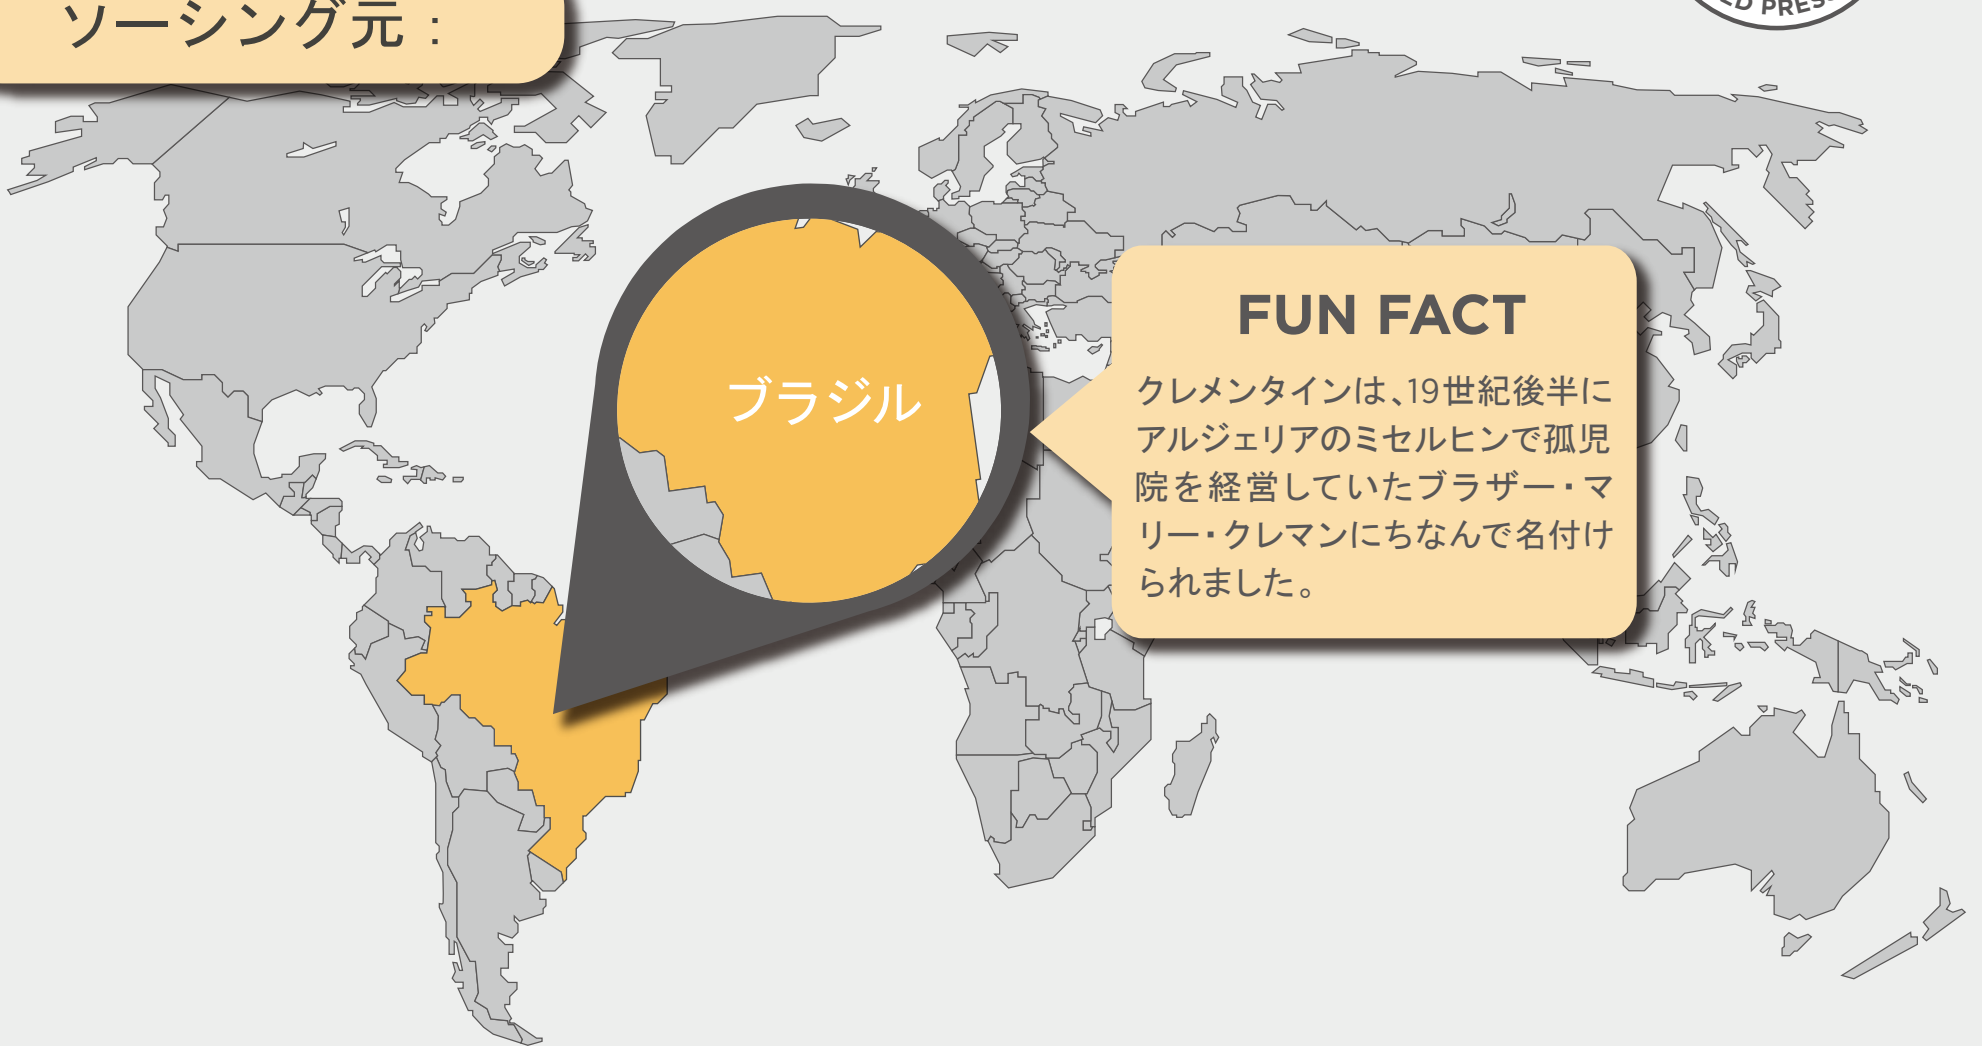 ソーシング元：
PRESS
ブラジル
FUN FACT
クレメンタインは、19世紀後半に
アルジェリアのミセルヒンで孤児
院を経営していたブラザー・マ
リー・クレマンにちなんで名付け
られました。